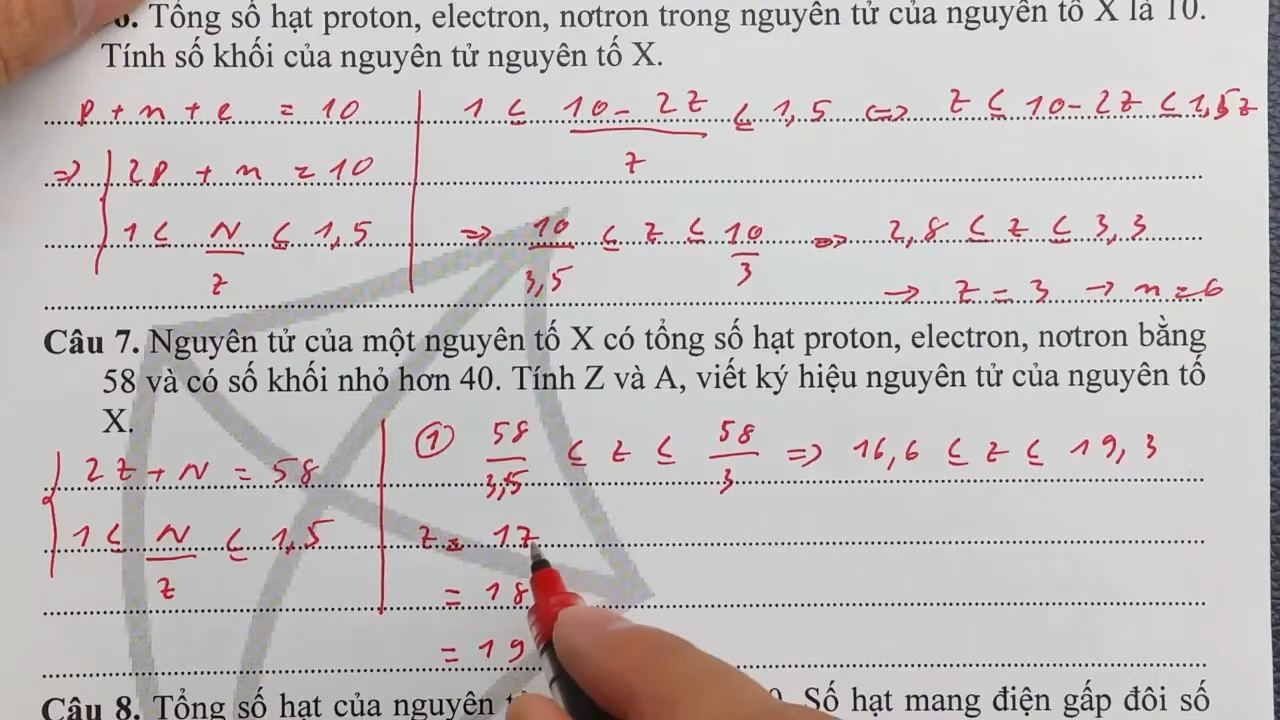 6. Tổng số hạt proton, electron, nơtron trong nguyên tử của nguyên tố X là 10.
Tính số khối của nguyên tử nguyên tố X.
p + n + e = 10
=> 2p + n = 10
1 ≤ N/Z ≤ 1,5
1 ≤ (10 - 2Z)/Z ≤ 1,5 <=> Z ≤ 10 - 2Z ≤ 1,5Z
=> 10/3,5 ≤ Z ≤ 10/3 => 2,8 ≤ Z ≤ 3,3
→ Z = 3 → n = 6
Câu 7. Nguyên tử của một nguyên tố X có tổng số hạt proton, electron, nơtron bằng
58 và có số khối nhỏ hơn 40. Tính Z và A, viết ký hiệu nguyên tử của nguyên tố
X.
2Z + N = 58
1 ≤ N/Z ≤ 1,5
① 58/3,5 ≤ Z ≤ 58/3 => 16,6 ≤ Z ≤ 19,3
Z = 17
= 18
= 19
Câu 8. Tổng số hạt của nguyên Số hạt mang điện gấp đôi số